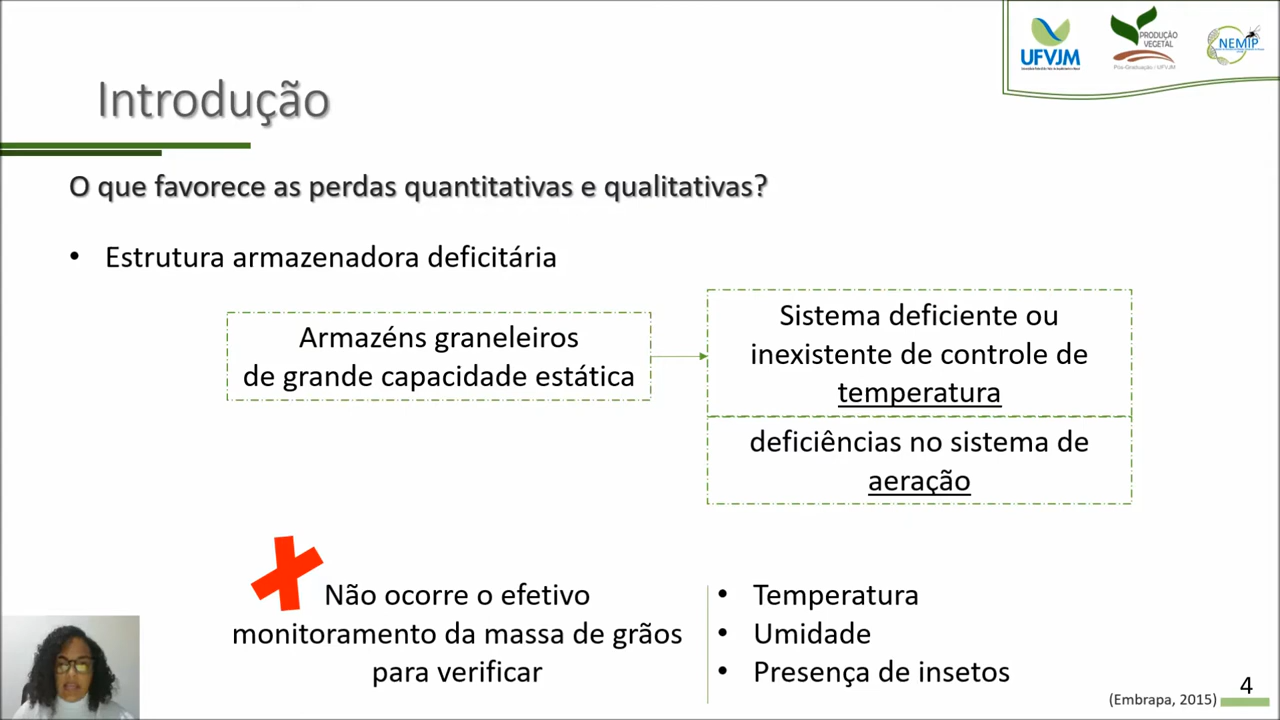 UFVJM
PRODUÇÃO
VEGETAL
Pós-Graduação / UFVJM
NEMIP
Introdução
O que favorece as perdas quantitativas e qualitativas?
• Estrutura armazenadora deficitária
Armazéns graneleiros
de grande capacidade estática
Sistema deficiente ou
inexistente de controle de
temperatura
deficiências no sistema de
aeração
Não ocorre o efetivo
monitoramento da massa de grãos
para verificar
• Temperatura
• Umidade
• Presença de insetos
(Embrapa, 2015)
4